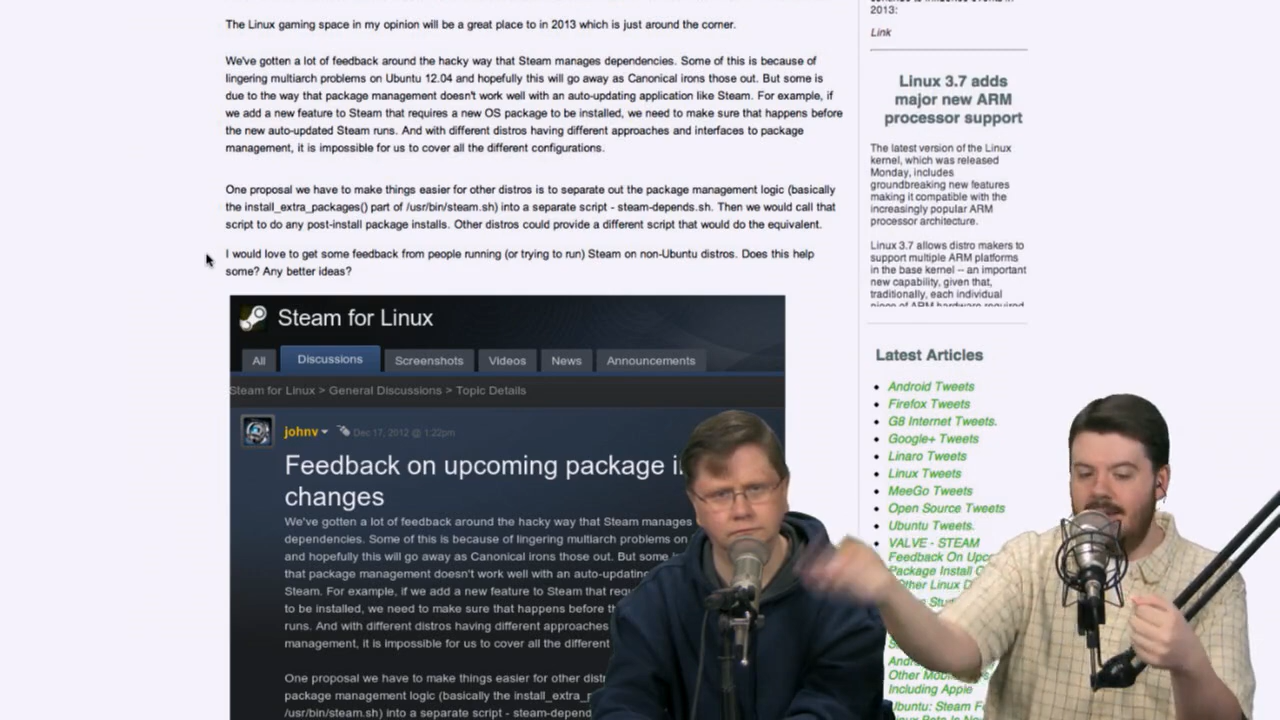 The Linux gaming space in my opinion will be a great place to in 2013 which is just around the corner.
We've gotten a lot of feedback around the hacky way that Steam manages dependencies. Some of this is because of
lingering multiarch problems on Ubuntu 12.04 and hopefully this will go away as Canonical irons those out. But some is
due to the way that package management doesn't work well with an auto-updating application like Steam. For example, if
we add a new feature to Steam that requires a new OS package to be installed, we need to make sure that happens before
the new auto-updated Steam runs. And with different distros having different approaches and interfaces to package
management, it is impossible for us to cover all the different configurations.
One proposal we have to make things easier for other distros is to separate out the package management logic (basically
the install_extra_packages() part of /usr/bin/steam.sh) into a separate script - steam-depends.sh. Then we would call that
script to do any post-install package installs. Other distros could provide a different script that would do the equivalent.
I would love to get some feedback from people running (or trying to run) Steam on non-Ubuntu distros. Does this help
some? Any better ideas?
Steam for Linux
All Discussions Screenshots Videos News Announcements
Steam for Linux > General Discussions > Topic Details
johnv Dec 17, 2012 @ 1:22pm
Feedback on upcoming package
changes
We've gotten a lot of feedback around the hacky way that Steam manages
dependencies. Some of this is because of lingering multiarch problems on
and hopefully this will go away as Canonical irons those out. But some
that package management doesn't work well with an auto-updating
Steam. For example, if we add a new feature to Steam that
to be installed, we need to make sure that happens before
runs. And with different distros having different approaches
management, it is impossible for us to cover all the different
One proposal we have to make things easier for other
package management logic (basically the
/usr/bin/steam.sh) into a separate script -
2013:
Link
Linux 3.7 adds
major new ARM
processor support
The latest version of the Linux
kernel, which was released
Monday, includes
groundbreaking new features
making it compatible with the
increasingly popular ARM
processor architecture.
Linux 3.7 allows distro makers to
support multiple ARM platforms
in the base kernel -- an important
new capability, given that,
traditionally, each individual
piece of ARM hardware required
Latest Articles
Android Tweets
Firefox Tweets
G8 Internet Tweets.
Google+ Tweets
Linaro Tweets
Linux Tweets
MeeGo Tweets
Open Source Tweets
Ubuntu Tweets.
VALVE - STEAM
Feedback On
Package Install
Other Linux
Other
Including Apple
Ubuntu: Steam